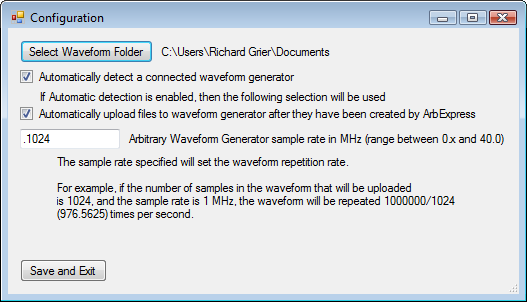 Configuration
Select Waveform Folder C:\Users\Richard Grier\Documents
Automatically detect a connected waveform generator
If Automatic detection is enabled, then the following selection will be used
Automatically upload files to waveform generator after they have been created by ArbExpress
.1024 Arbitrary Waveform Generator sample rate in MHz (range between 0.x and 40.0)
The sample rate specified will set the waveform repetition rate.
For example, if the number of samples in the waveform that will be uploaded
is 1024, and the sample rate is 1 MHz, the waveform will be repeated 1000000/1024
(976.5625) times per second.
Save and Exit